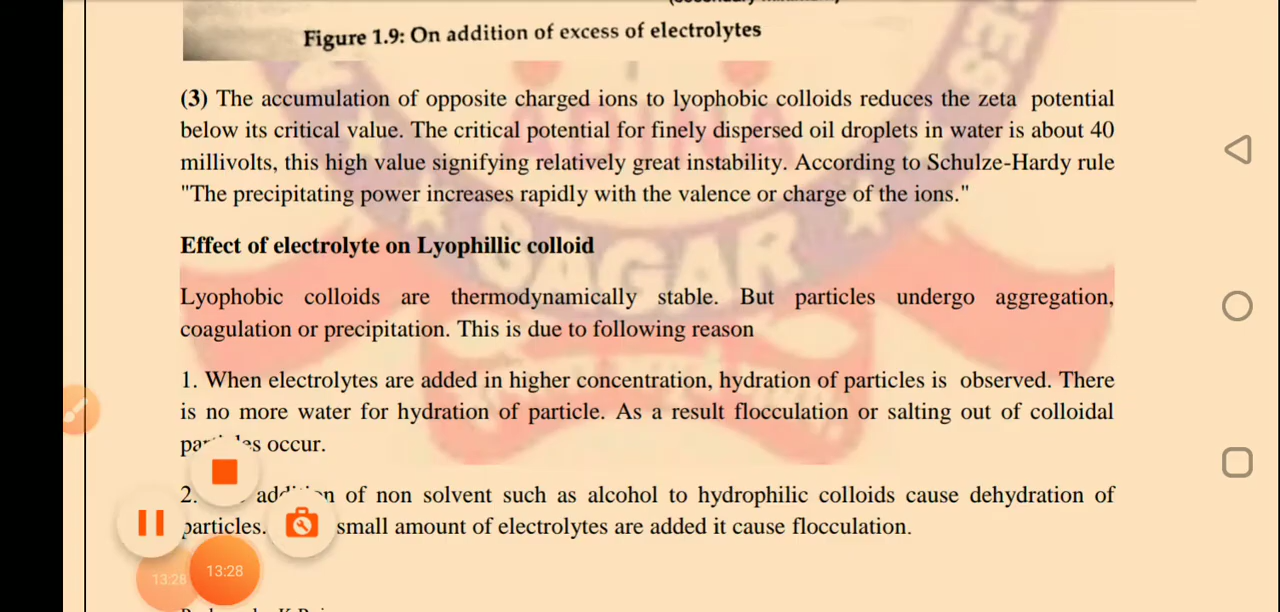 Figure 1.9: On addition of excess of electrolytes
(3) The accumulation of opposite charged ions to lyophobic colloids reduces the zeta potential
below its critical value. The critical potential for finely dispersed oil droplets in water is about 40
millivolts, this high value signifying relatively great instability. According to Schulze-Hardy rule
"The precipitating power increases rapidly with the valence or charge of the ions."
Effect of electrolyte on Lyophillic colloid
Lyophobic colloids are thermodynamically stable. But particles undergo aggregation,
coagulation or precipitation. This is due to following reason
1. When electrolytes are added in higher concentration, hydration of particles is observed. There
is no more water for hydration of particle. As a result flocculation or salting out of colloidal
occur.
2. of non solvent such as alcohol to hydrophilic colloids cause dehydration of
particles. small amount of electrolytes are added it cause flocculation.
13:28
13:28
SAGAR